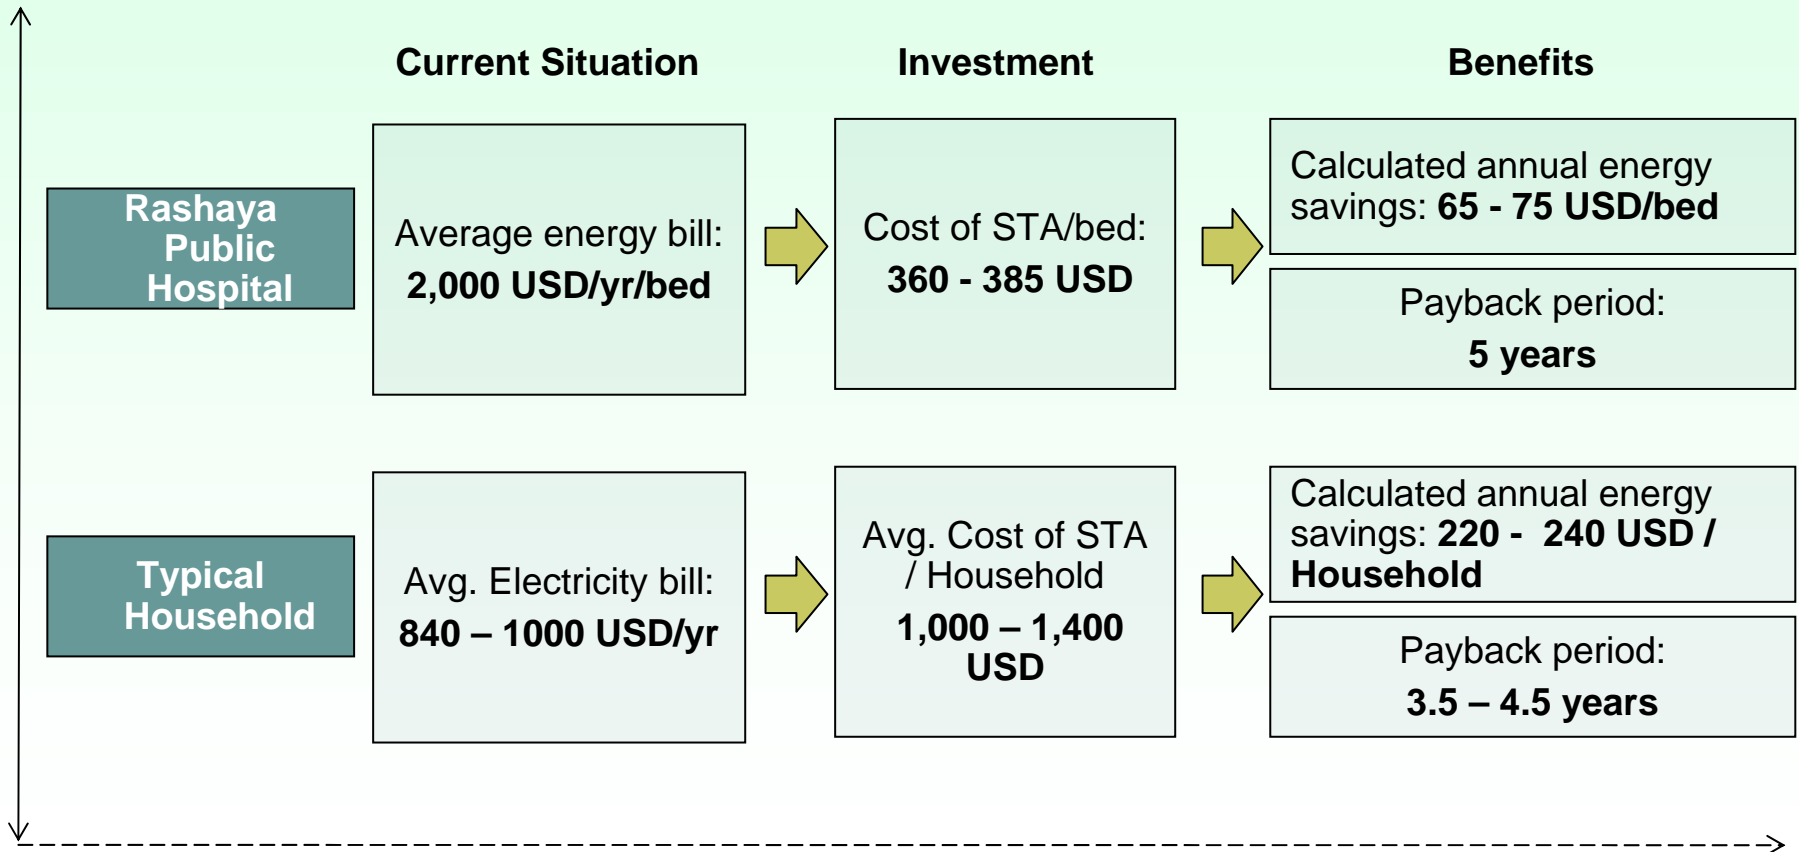 Current Situation
Investment
Benefits
Rashaya
Public
Hospital
Average energy bill:
2,000 USD/yr/bed
Cost of STA/bed:
360 - 385 USD
Calculated annual energy
savings: 65 - 75 USD/bed
Payback period:
5 years
Typical
Household
Avg. Electricity bill:
840 – 1000 USD/yr
Avg. Cost of STA
/ Household
1,000 – 1,400
USD
Calculated annual energy
savings: 220 -  240 USD /
Household
Payback period:
3.5 – 4.5 years